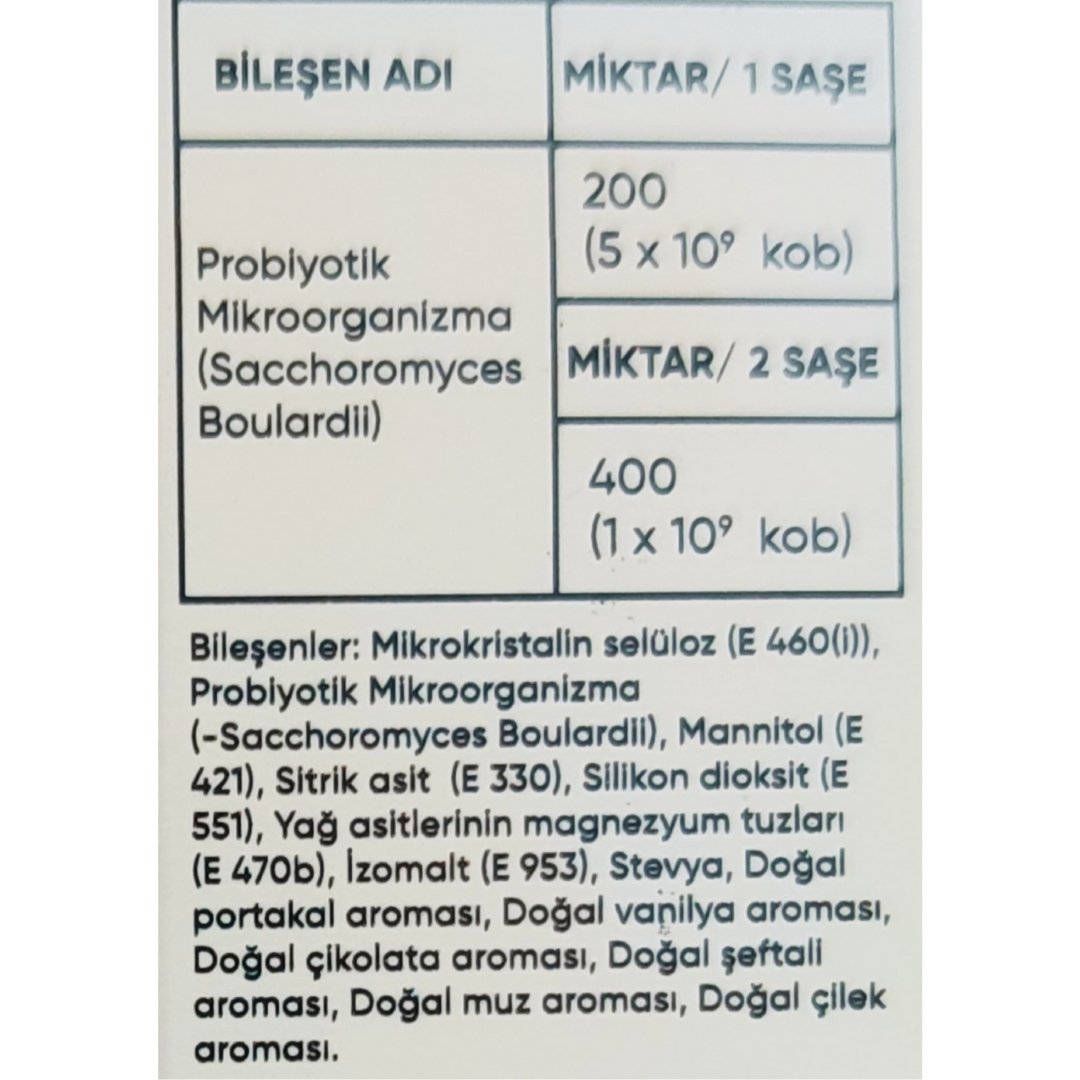 BİLEŞEN ADI
MİKTAR/ 1 SAŞE
Probiyotik
Mikroorganizma
(Sacchoromyces
Boulardii)
200
(5 x 10⁹ kob)
MİKTAR/ 2 SAŞE
400
(1 x 10⁹ kob)
Bileşenler: Mikrokristalin selüloz (E 460(i)),
Probiyotik Mikroorganizma
(-Sacchoromyces Boulardii), Mannitol (E
421), Sitrik asit (E 330), Silikon dioksit (E
551), Yağ asitlerinin magnezyum tuzları
(E 470b), İzomalt (E 953), Stevya, Doğal
portakal aroması, Doğal vanilya aroması,
Doğal çikolata aroması, Doğal şeftali
aroması, Doğal muz aroması, Doğal çilek
aroması.